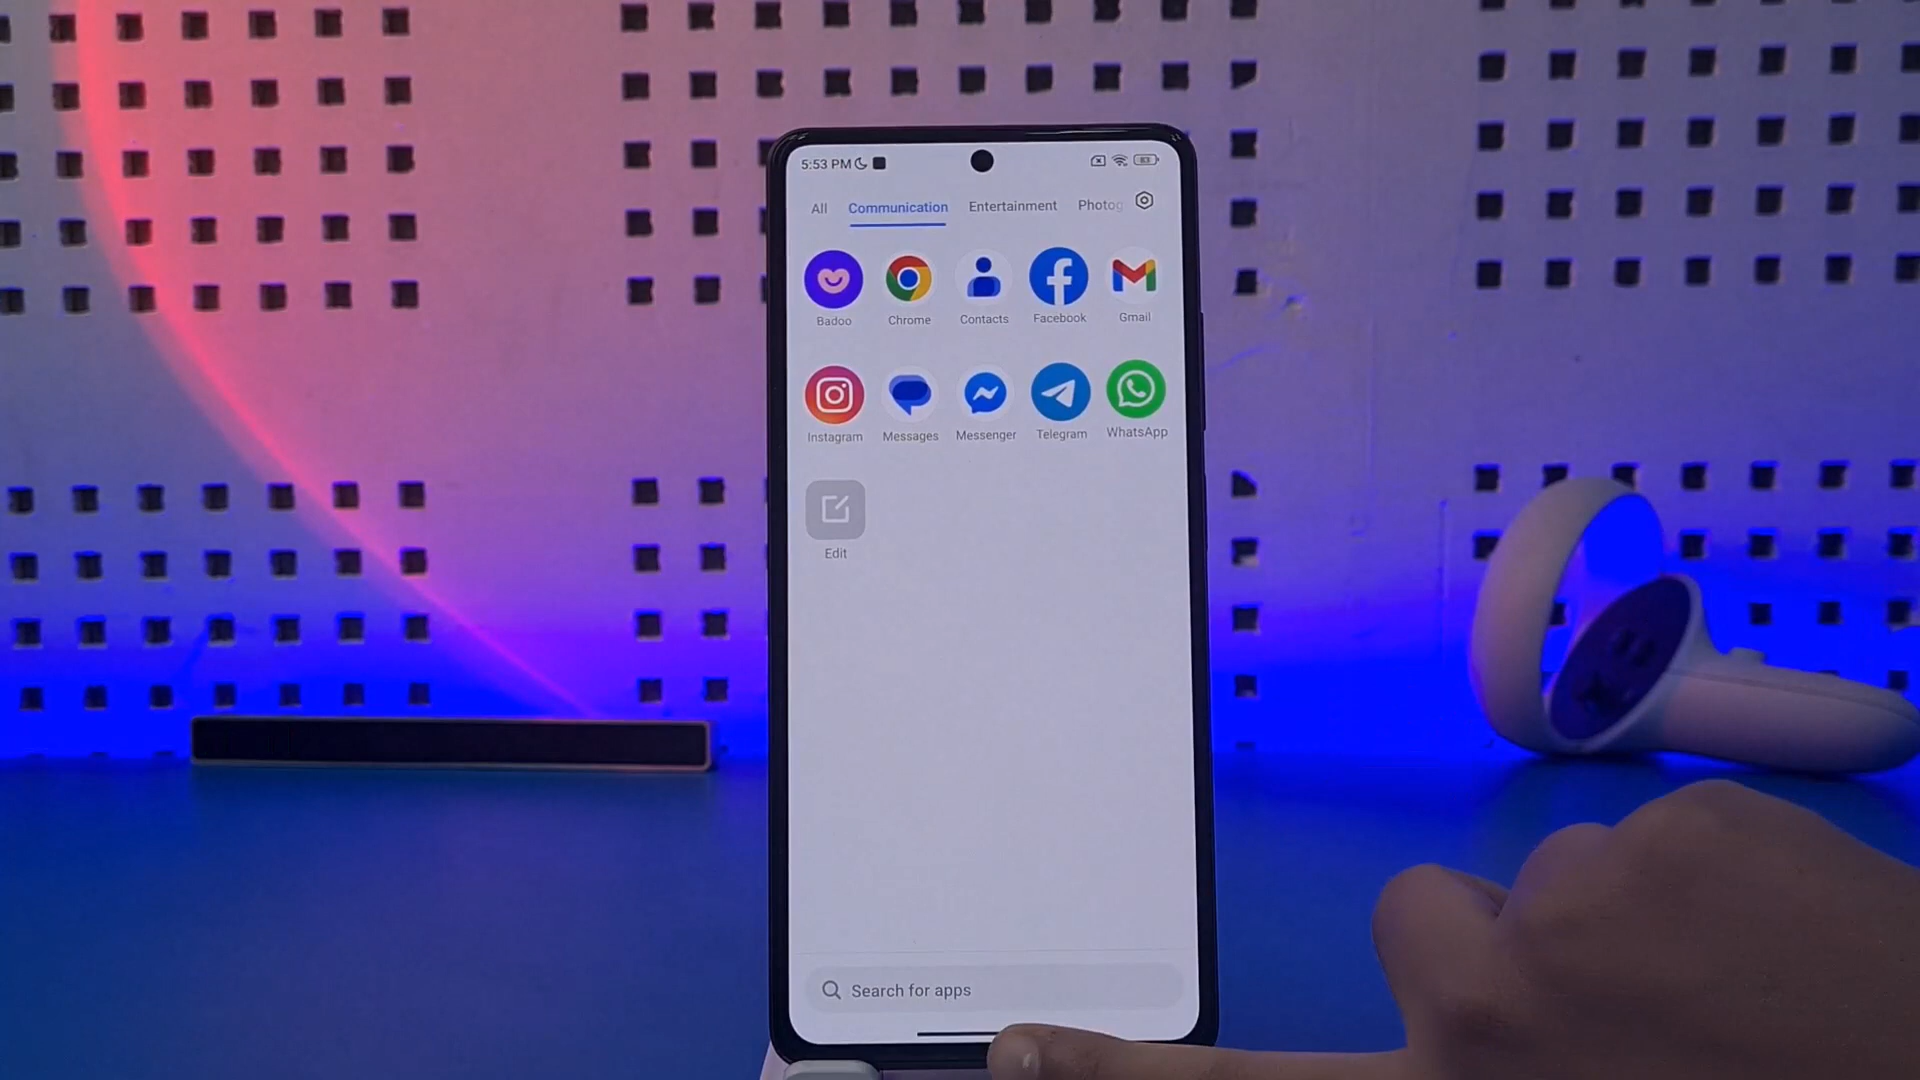 5:53 PM 83
All Communication Entertainment Photog
Badoo Chrome Contacts Facebook Gmail
Instagram Messages Messenger Telegram WhatsApp
Edit
Search for apps